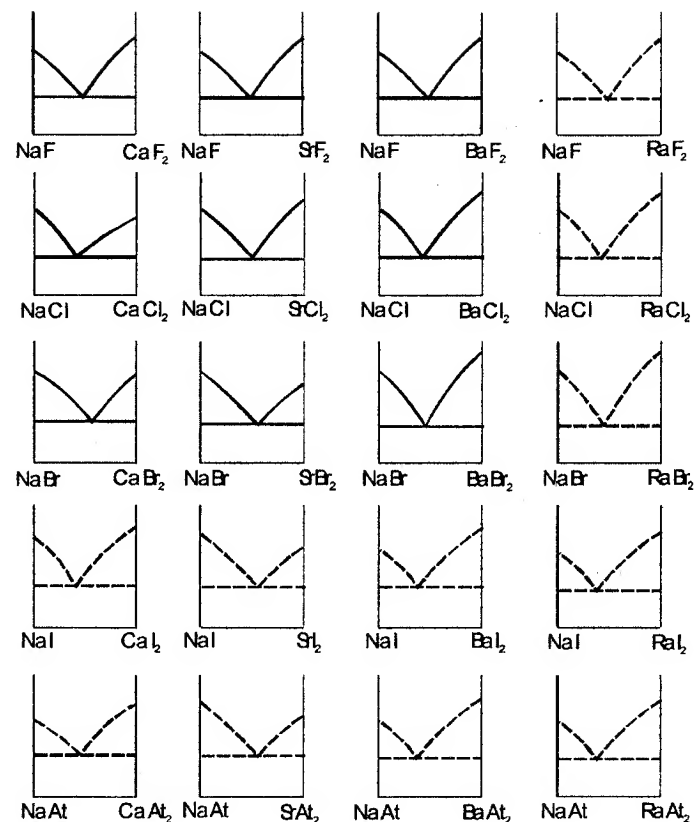 NaF CaF₂ NaF SrF₂ NaF BaF₂ NaF RaF₂
NaCl CaCl₂ NaCl SrCl₂ NaCl BaCl₂ NaCl RaCl₂
NaBr CaBr₂ NaBr SrBr₂ NaBr BaBr₂ NaBr RaBr₂
NaI CaI₂ NaI SrI₂ NaI BaI₂ NaI RaI₂
NaAt CaAt₂ NaAt SrAt₂ NaAt BaAt₂ NaAt RaAt₂